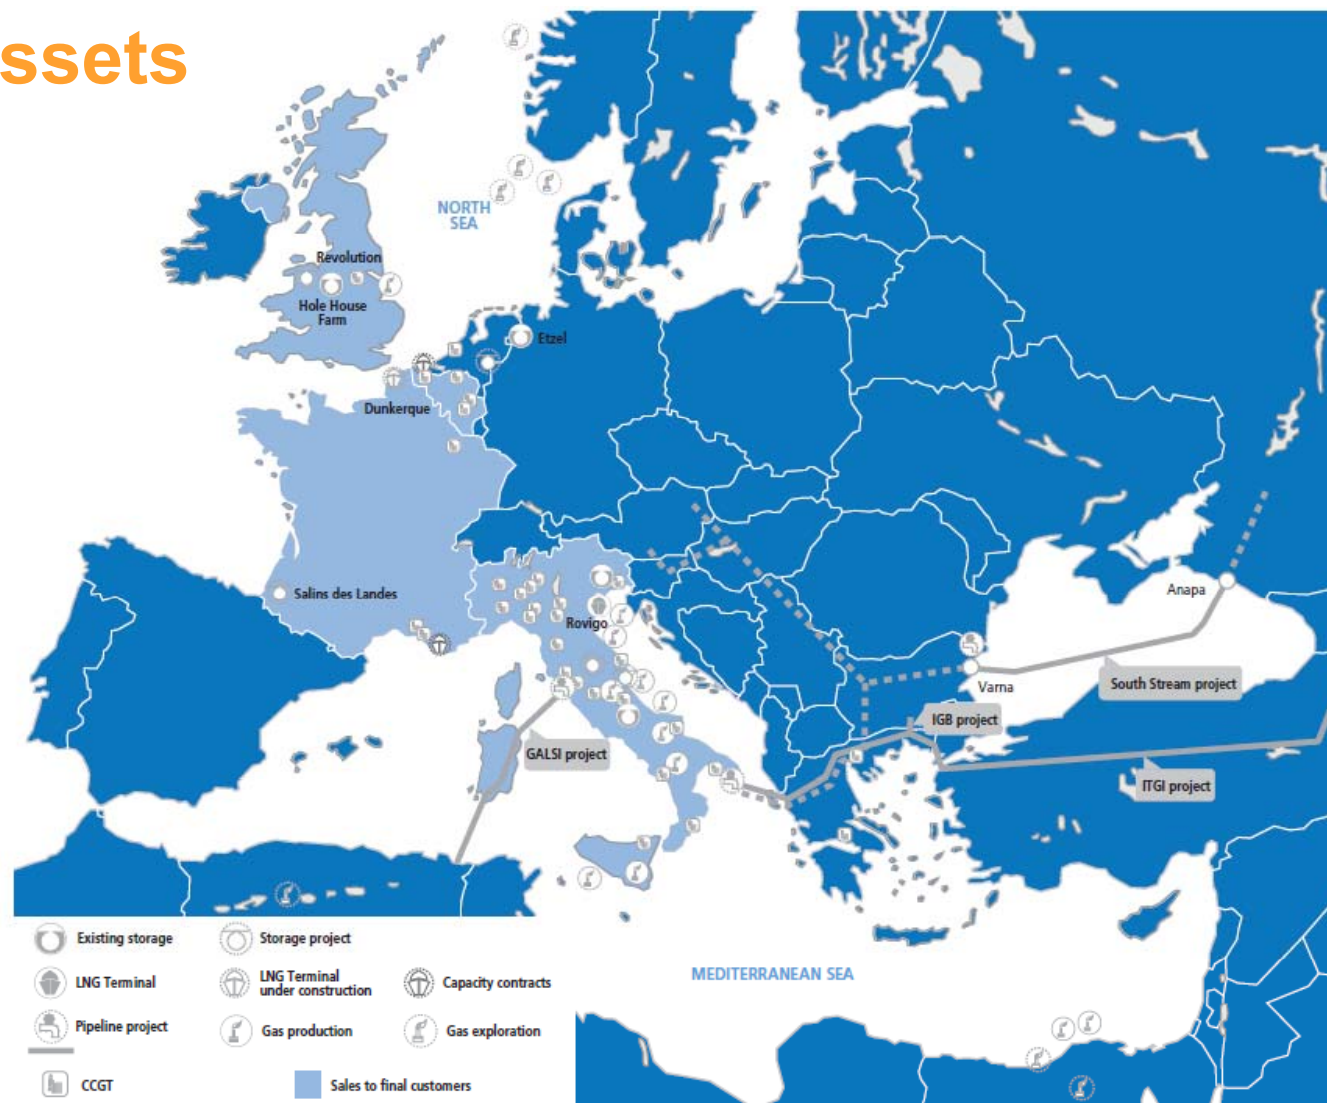 ssets
NORTH
SEA
Revolution
Hole House
Farm
Etzel
Dunkerque
Salins des Landes
Rovigo
Anapa
Varna
South Stream project
IGB project
GALSI project
ITGI project
MEDITERRANEAN SEA
Existing storage
Storage project
LNG Terminal
LNG Terminal
under construction
Capacity contracts
Pipeline project
Gas production
Gas exploration
CCGT
Sales to final customers